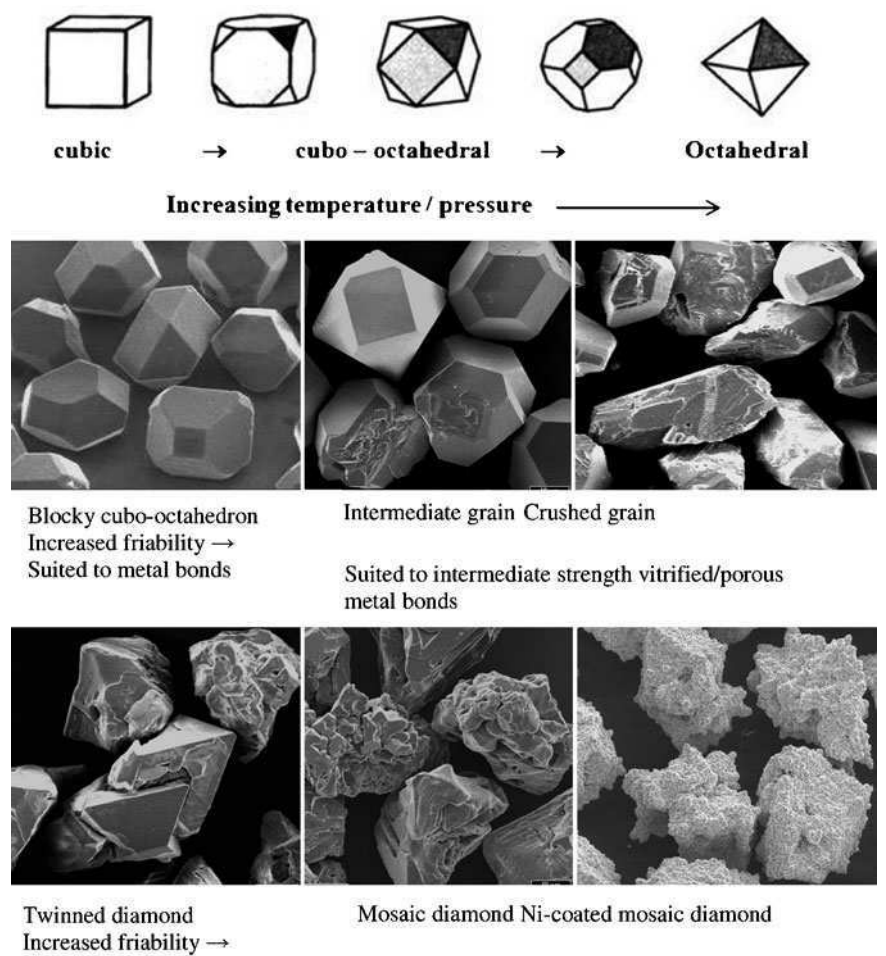 cubic → cubo – octahedral → Octahedral
Increasing temperature / pressure
Blocky cubo-octahedron
Increased friability →
Suited to metal bonds
Intermediate grain Crushed grain
Suited to intermediate strength vitrified/porous
metal bonds
Twinned diamond
Increased friability →
Mosaic diamond Ni-coated mosaic diamond